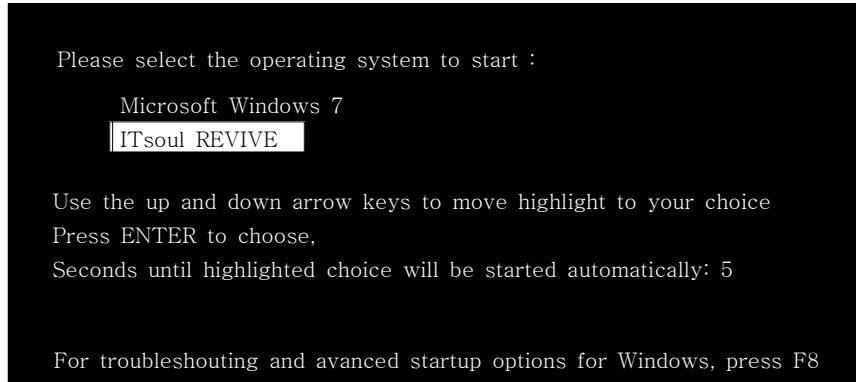 Please select the operating system to start :
Microsoft Windows 7
ITsoul REVIVE
Use the up and down arrow keys to move highlight to your choice
Press ENTER to choose,
Seconds until highlighted choice will be started automatically: 5
For troubleshouting and avanced startup options for Windows, press F8